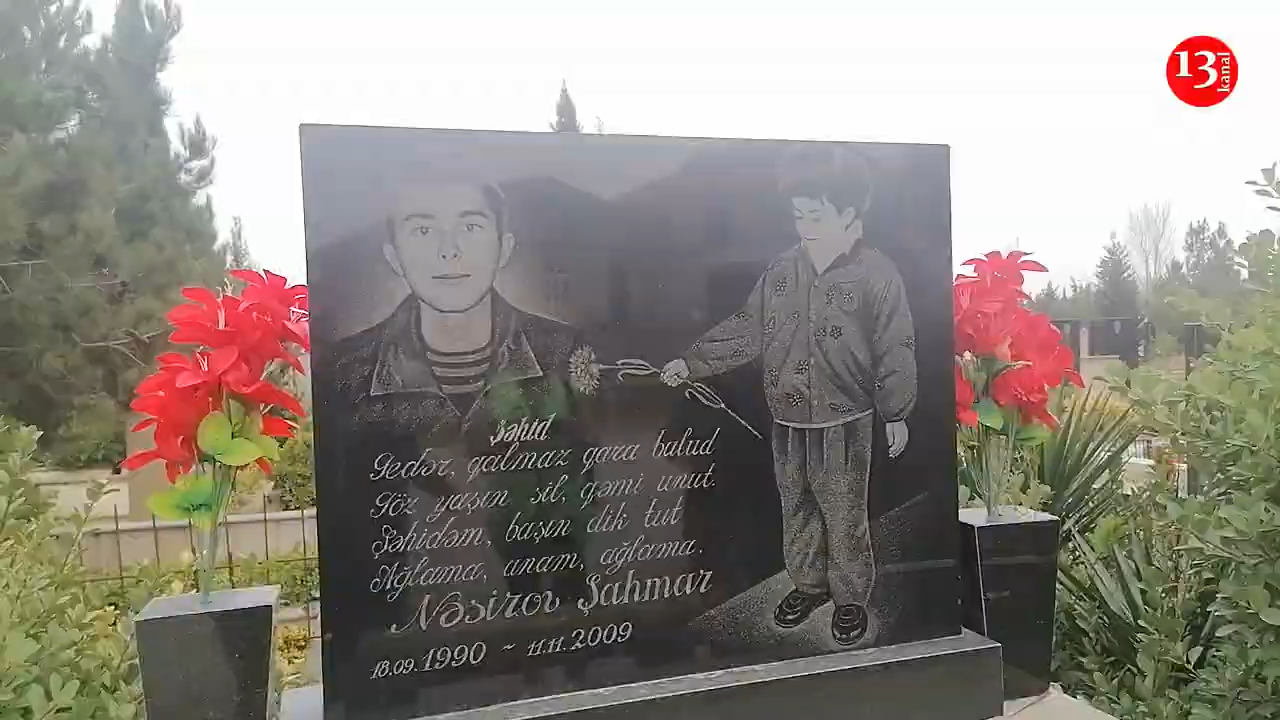 13 kanal
Şəhid
Gedər, qalmaz qara bulud
Göz yaşın sil, qəmi unut.
Şəhidəm, başın dik tut
Ağlama, anam, ağlama.
Nəsirov Şahmar
18.09.1990 ~ 11.11.2009